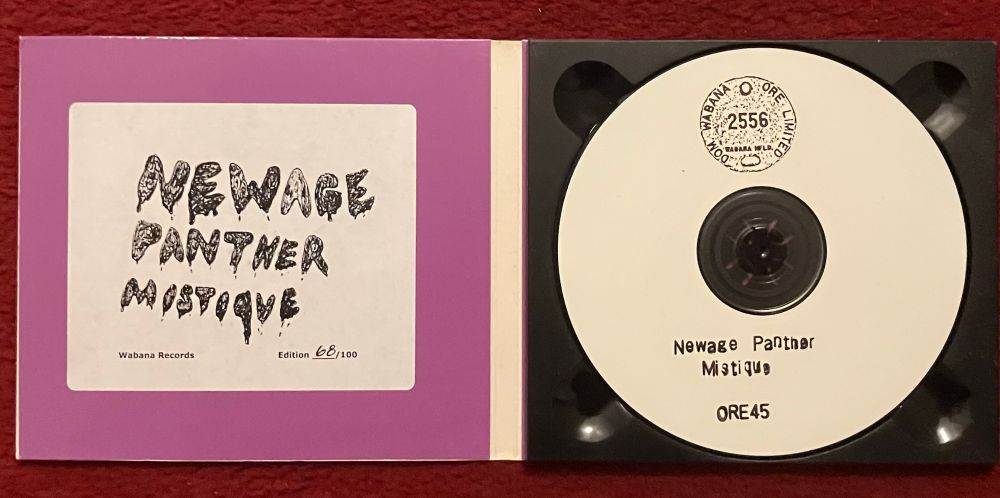 NEWAGE
PANTHER
MISTIQUE
Wabana Records Edition 68/100
DOM. WABANA ORE LIMITED
2556
WABANA NFLD.
Newage Panther
Mistique
ORE45